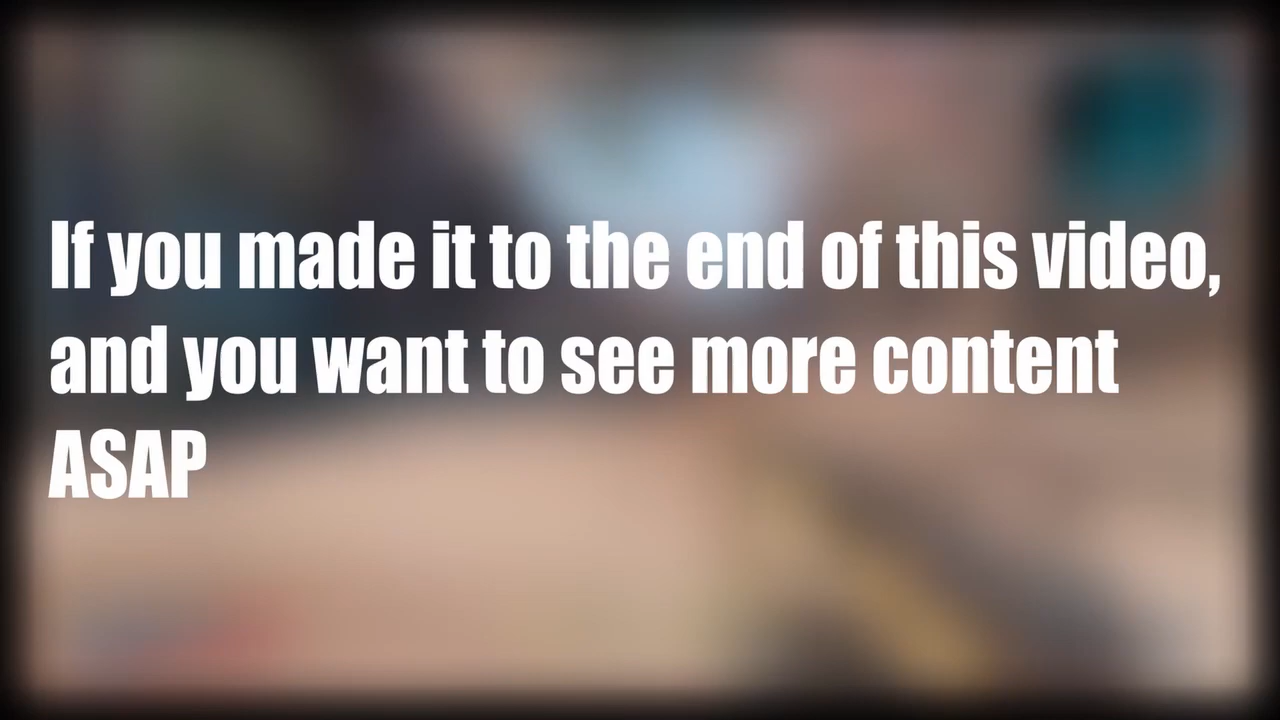 If you made it to the end of this video,
and you want to see more content
ASAP